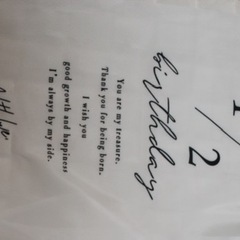 1/2
birthday
You are my treasure.
Thank you for being born.
I wish you
good growth and happiness
I'm always by my side.